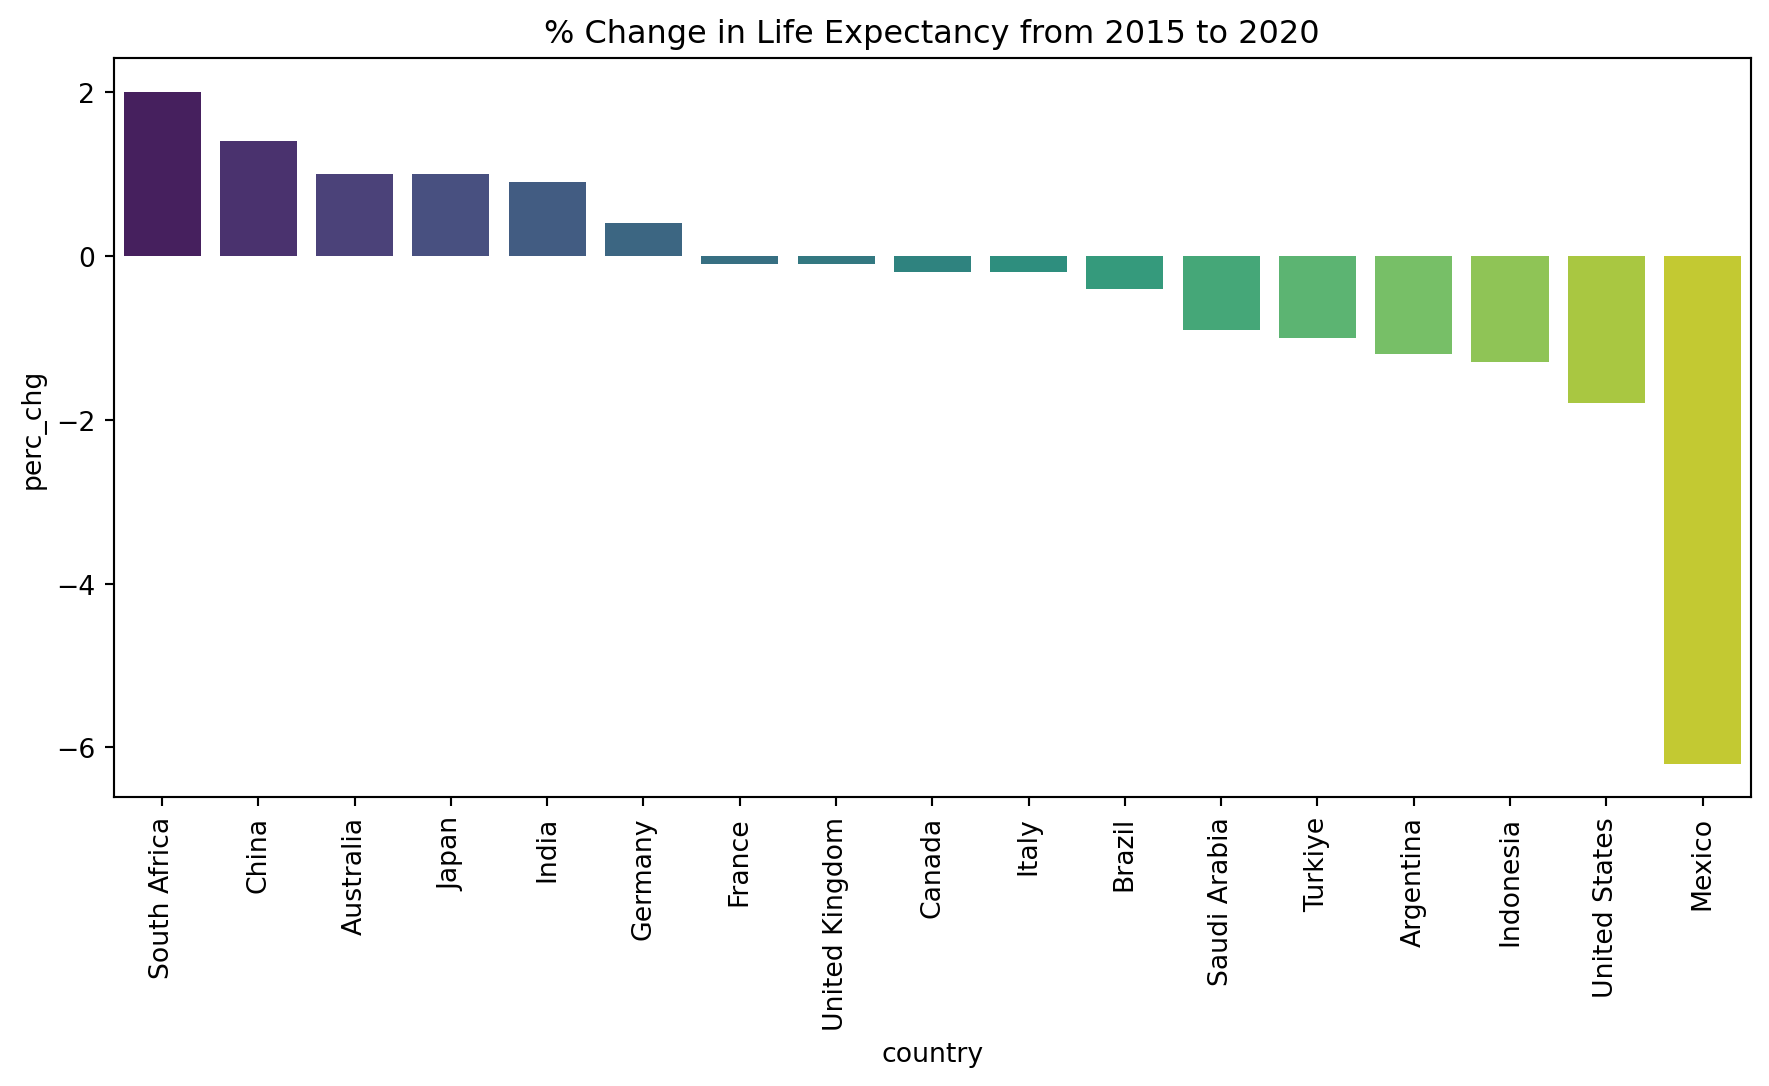 % Change in Life Expectancy from 2015 to 2020
perc_chg
2
0
−2
−4
−6
South Africa
China
Australia
Japan
India
Germany
France
United Kingdom
Canada
Italy
Brazil
Saudi Arabia
Turkiye
Argentina
Indonesia
United States
Mexico
country